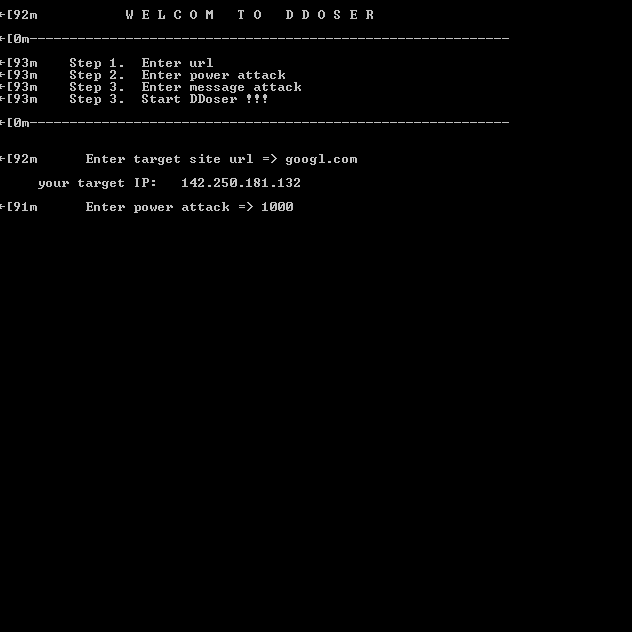 ←[92m           W E L C O M   T O   D D O S E R
←[0m------------------------------------------------------------
←[93m    Step 1.  Enter url
←[93m    Step 2.  Enter power attack
←[93m    Step 3.  Enter message attack
←[93m    Step 3.  Start DDoser !!!
←[0m------------------------------------------------------------
←[92m      Enter target site url => googl.com
your target IP:   142.250.181.132
←[91m      Enter power attack => 1000